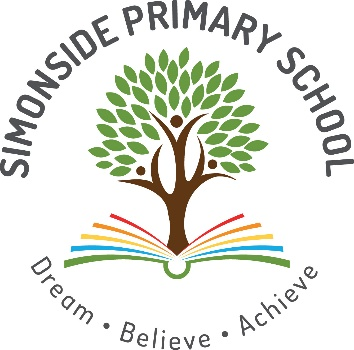 SIMONSIDE PRIMARY SCHOOL
Dream • Believe • Achieve